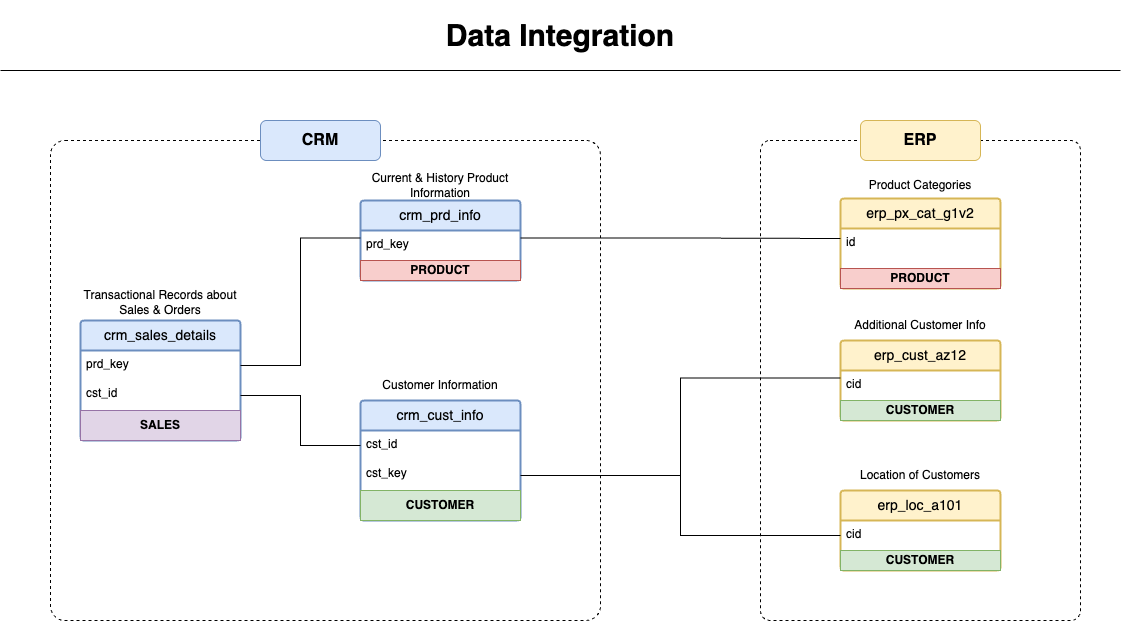 Data Integration
CRM
Current & History Product
Information
crm_prd_info
prd_key
PRODUCT
Transactional Records about
Sales & Orders
crm_sales_details
prd_key
cst_id
SALES
Customer Information
crm_cust_info
cst_id
cst_key
CUSTOMER
ERP
Product Categories
erp_px_cat_g1v2
id
PRODUCT
Additional Customer Info
erp_cust_az12
cid
CUSTOMER
Location of Customers
erp_loc_a101
cid
CUSTOMER